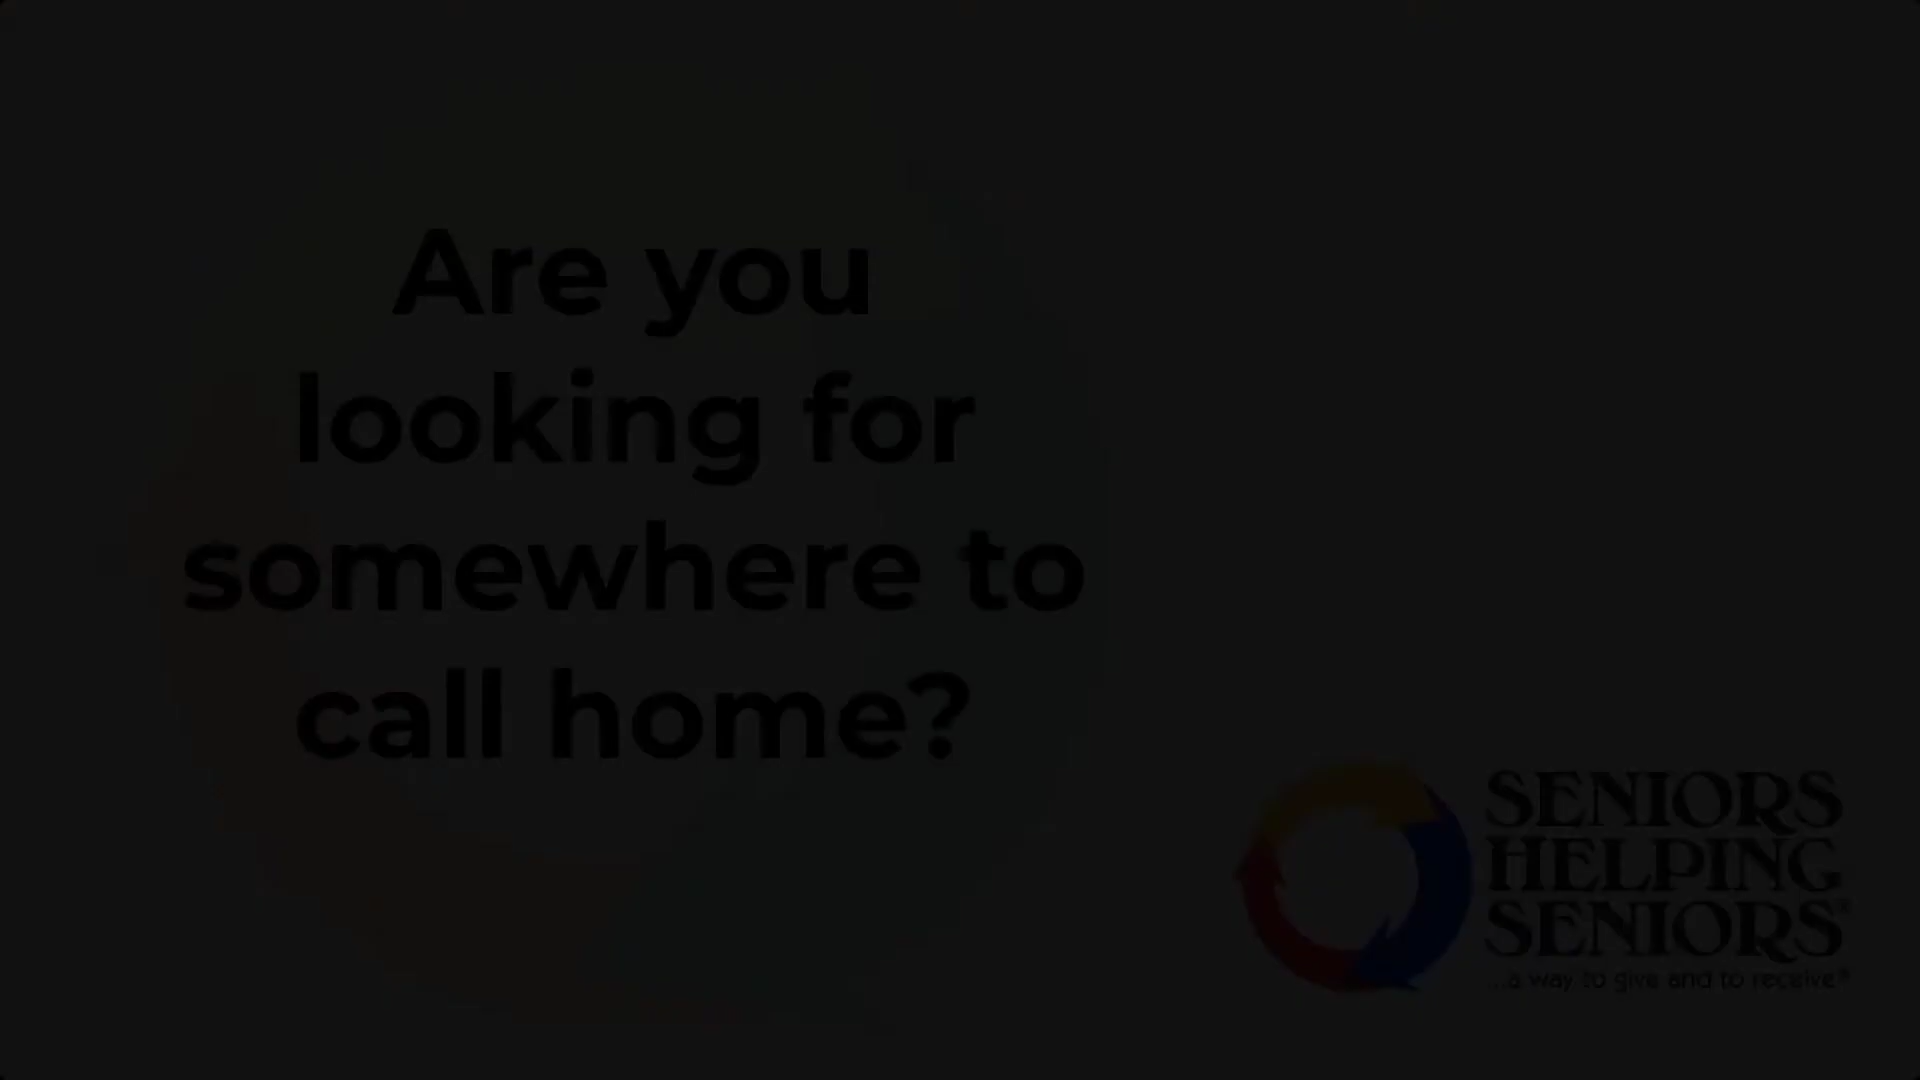 Are you
looking for
somewhere to
call home?
SENIORS
HELPING
SENIORS®
...a way to give and to receive®